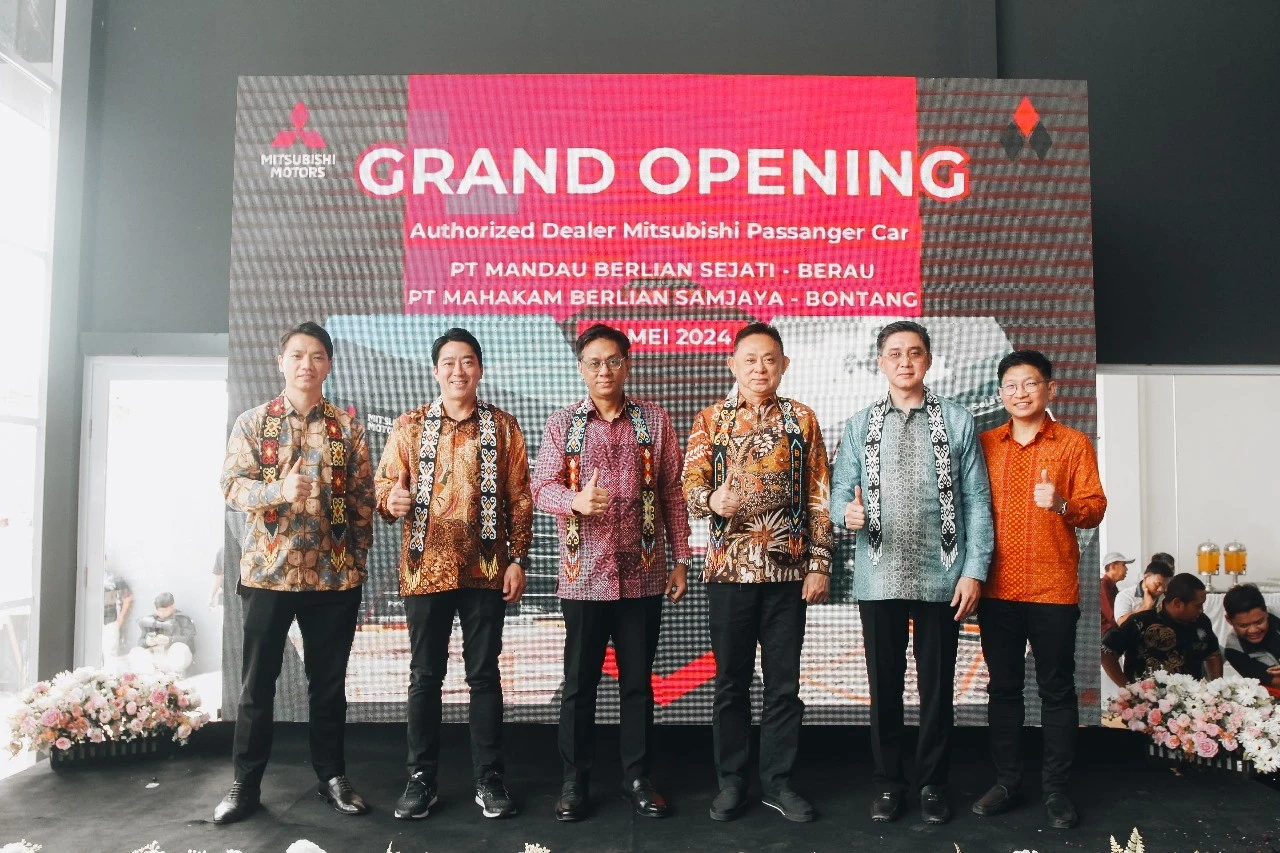 MITSUBISHI
MOTORS
GRAND OPENING
Authorized Dealer Mitsubishi Passanger Car
PT MANDAU BERLIAN SEJATI - BERAU
PT MAHAKAM BERLIAN SAMJAYA - BONTANG
MEI 2024